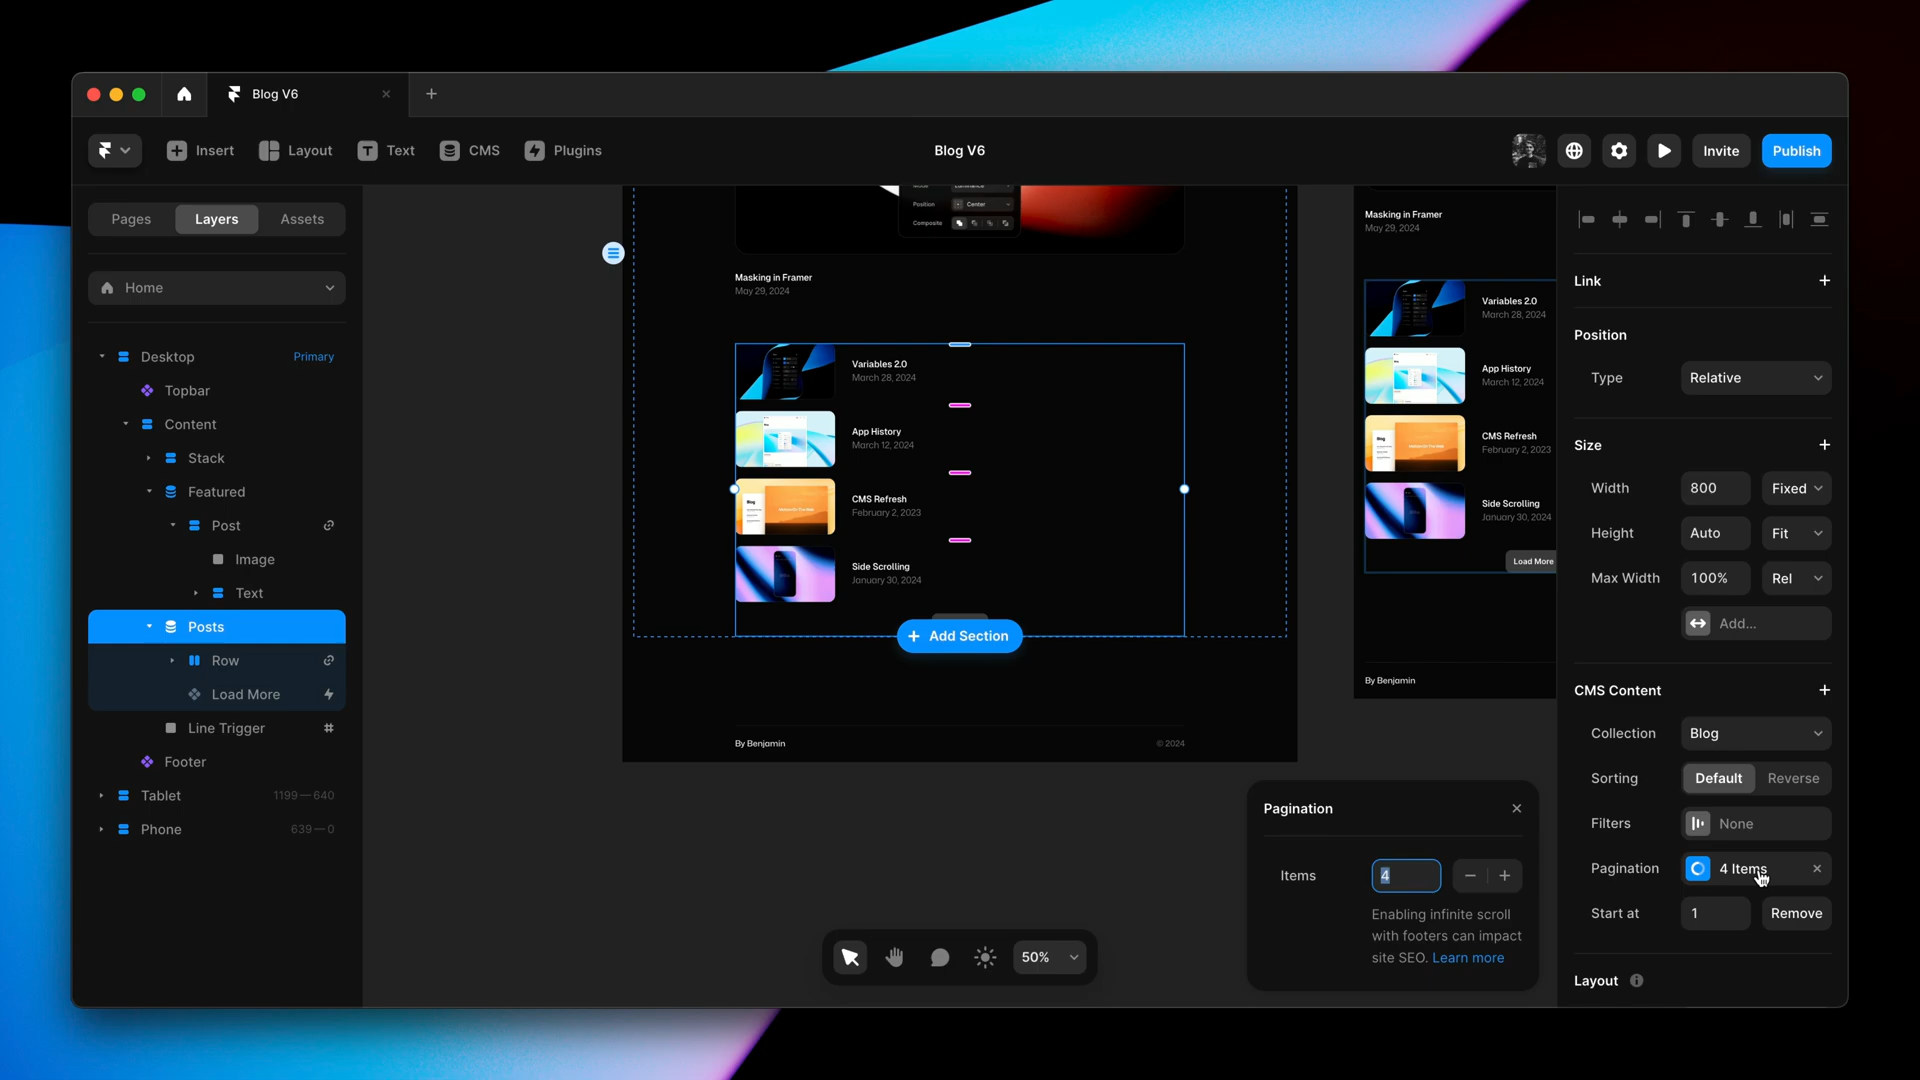 Blog V6
Insert
Layout
Text
CMS
Plugins
Blog V6
Invite
Publish
Pages
Layers
Assets
Home
Desktop
Primary
Topbar
Content
Stack
Featured
Post
Image
Text
Posts
Row
Load More
Line Trigger
Footer
Tablet
1199—640
Phone
639—0
Position
Center
Composite
Masking in Framer
May 29, 2024
Variables 2.0
March 28, 2024
App History
March 12, 2024
CMS Refresh
February 2, 2023
Side Scrolling
January 30, 2024
Add Section
By Benjamin
© 2024
Masking in Framer
May 29, 2024
Variables 2.0
March 28, 2024
App History
March 12, 2024
CMS Refresh
February 2, 2023
Side Scrolling
January 30, 2024
Load More
By Benjamin
50%
Pagination
Items
4
Enabling infinite scroll
with footers can impact
site SEO. Learn more
Link
Position
Type
Relative
Size
Width
800
Fixed
Height
Auto
Fit
Max Width
100%
Rel
Add...
CMS Content
Collection
Blog
Sorting
Default
Reverse
Filters
None
Pagination
4 Items
Start at
1
Remove
Layout